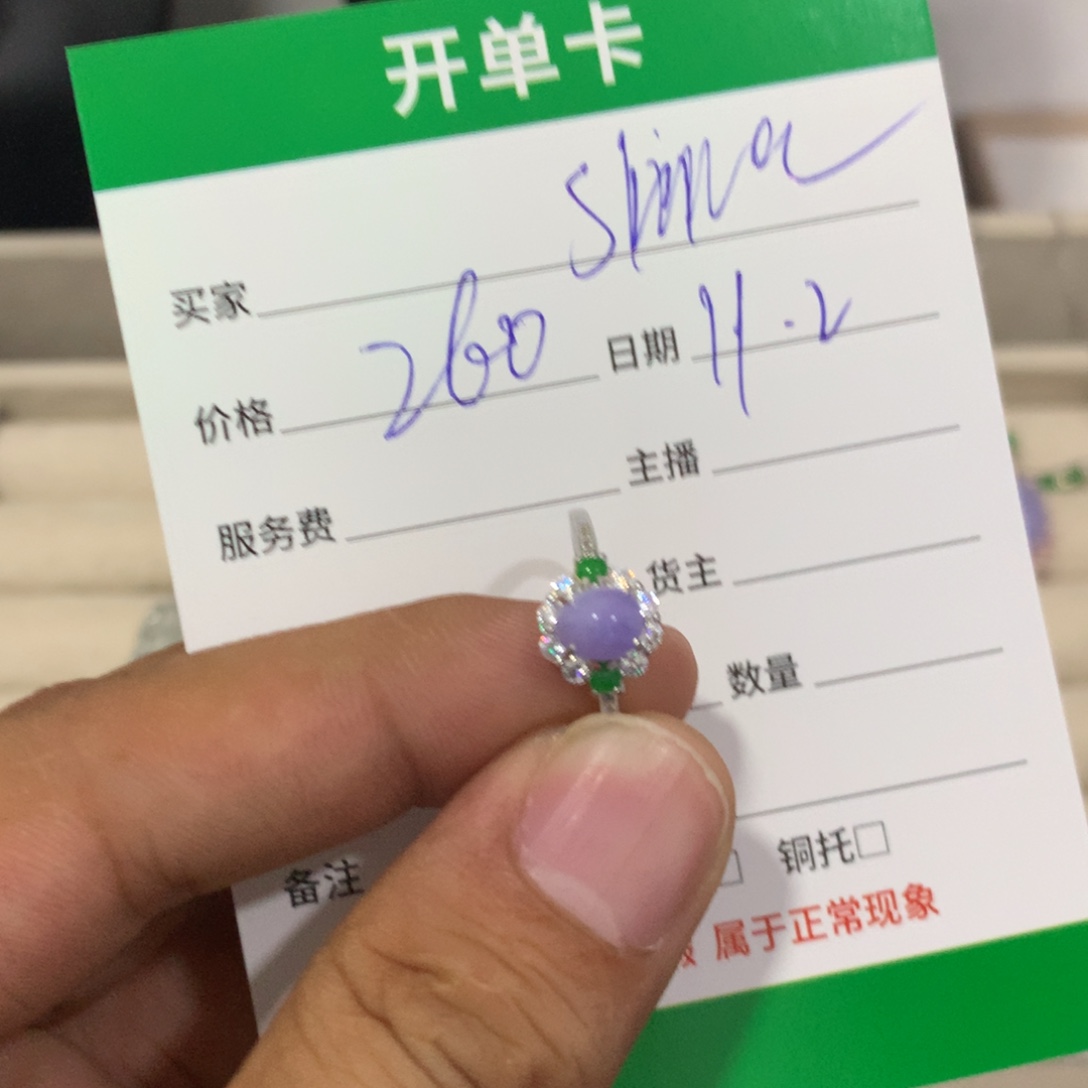 开单卡
买家 shina
价格 260 日期 11.2
服务费 主播
货主
数量
备注 铜托□
属于正常现象